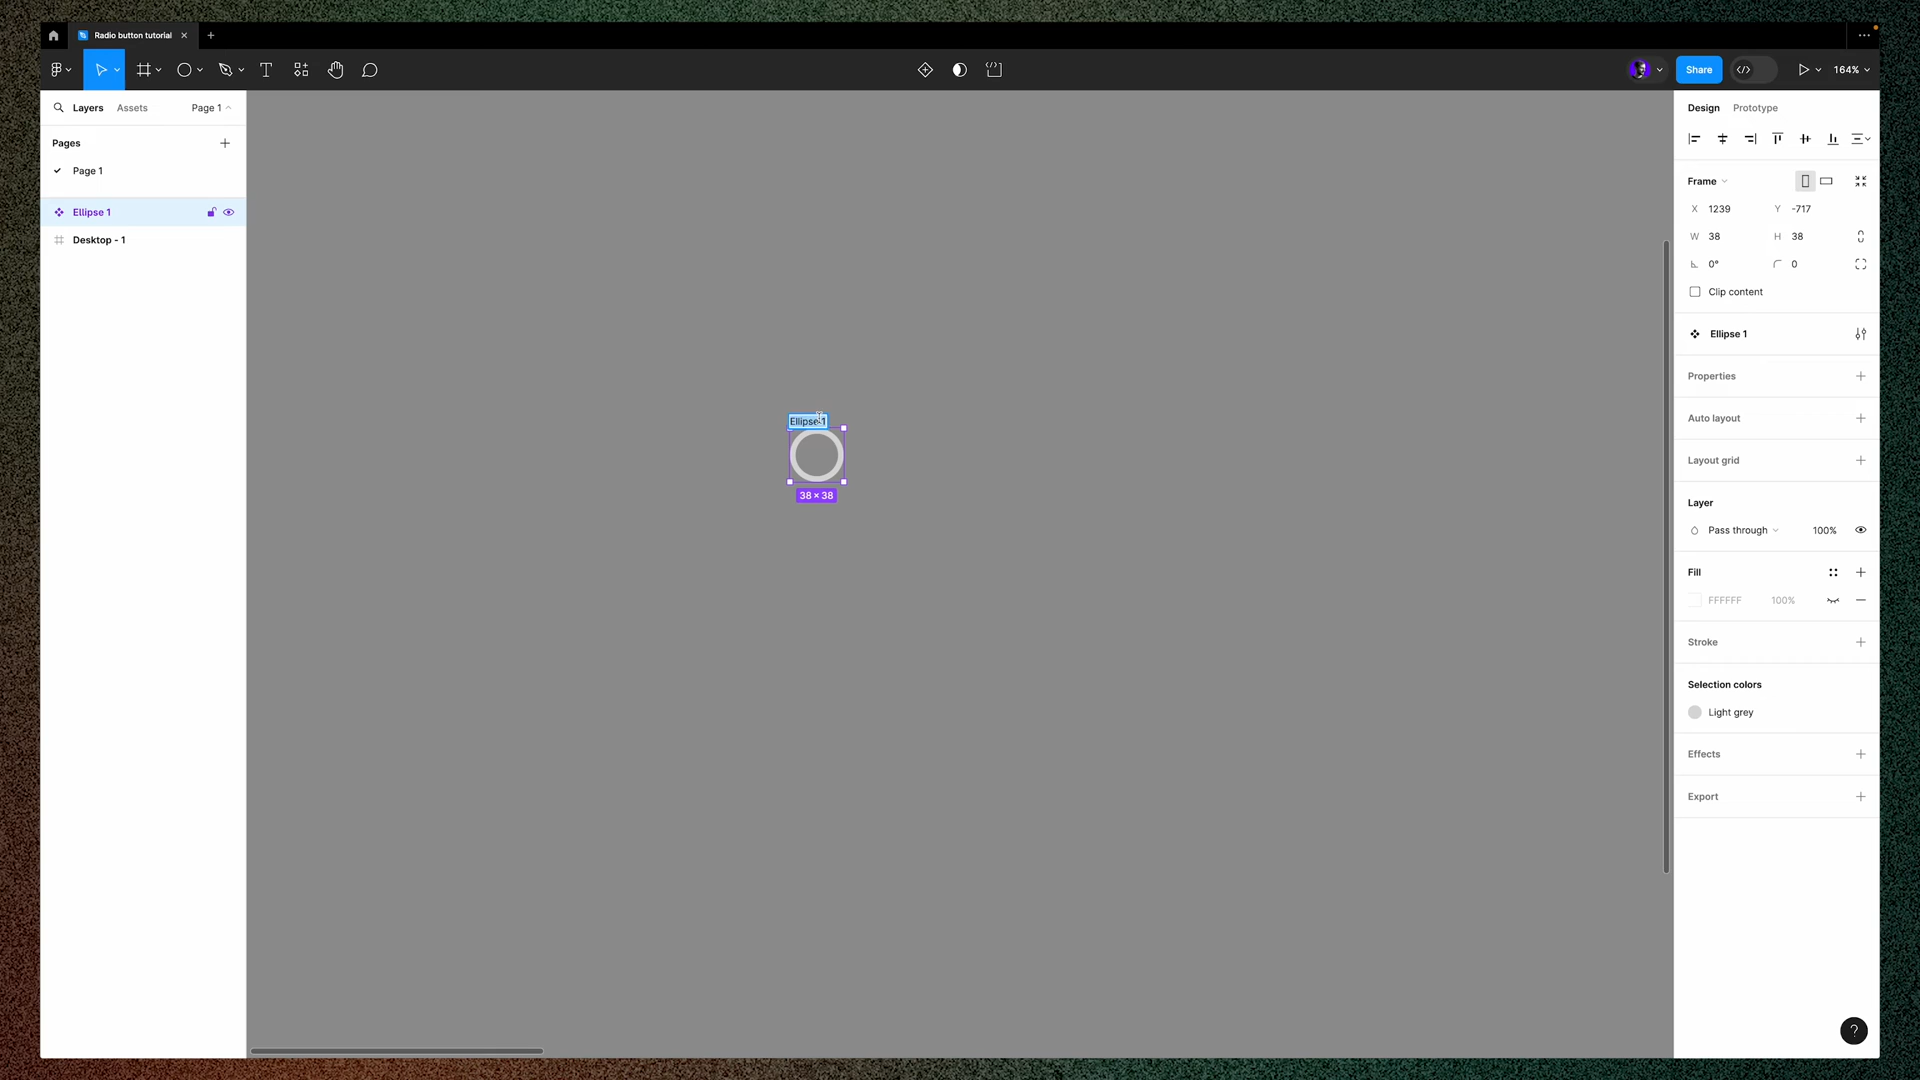 Radio button tutorial
Share
164%
Layers Assets Page 1
Pages
Page 1
Ellipse 1
Desktop - 1
Ellipse 1
38 × 38
Design Prototype
Frame
X 1239 Y -717
W 38 H 38
0° 0
Clip content
Ellipse 1
Properties
Auto layout
Layout grid
Layer
Pass through 100%
Fill
FFFFFF 100%
Stroke
Selection colors
Light grey
Effects
Export
?